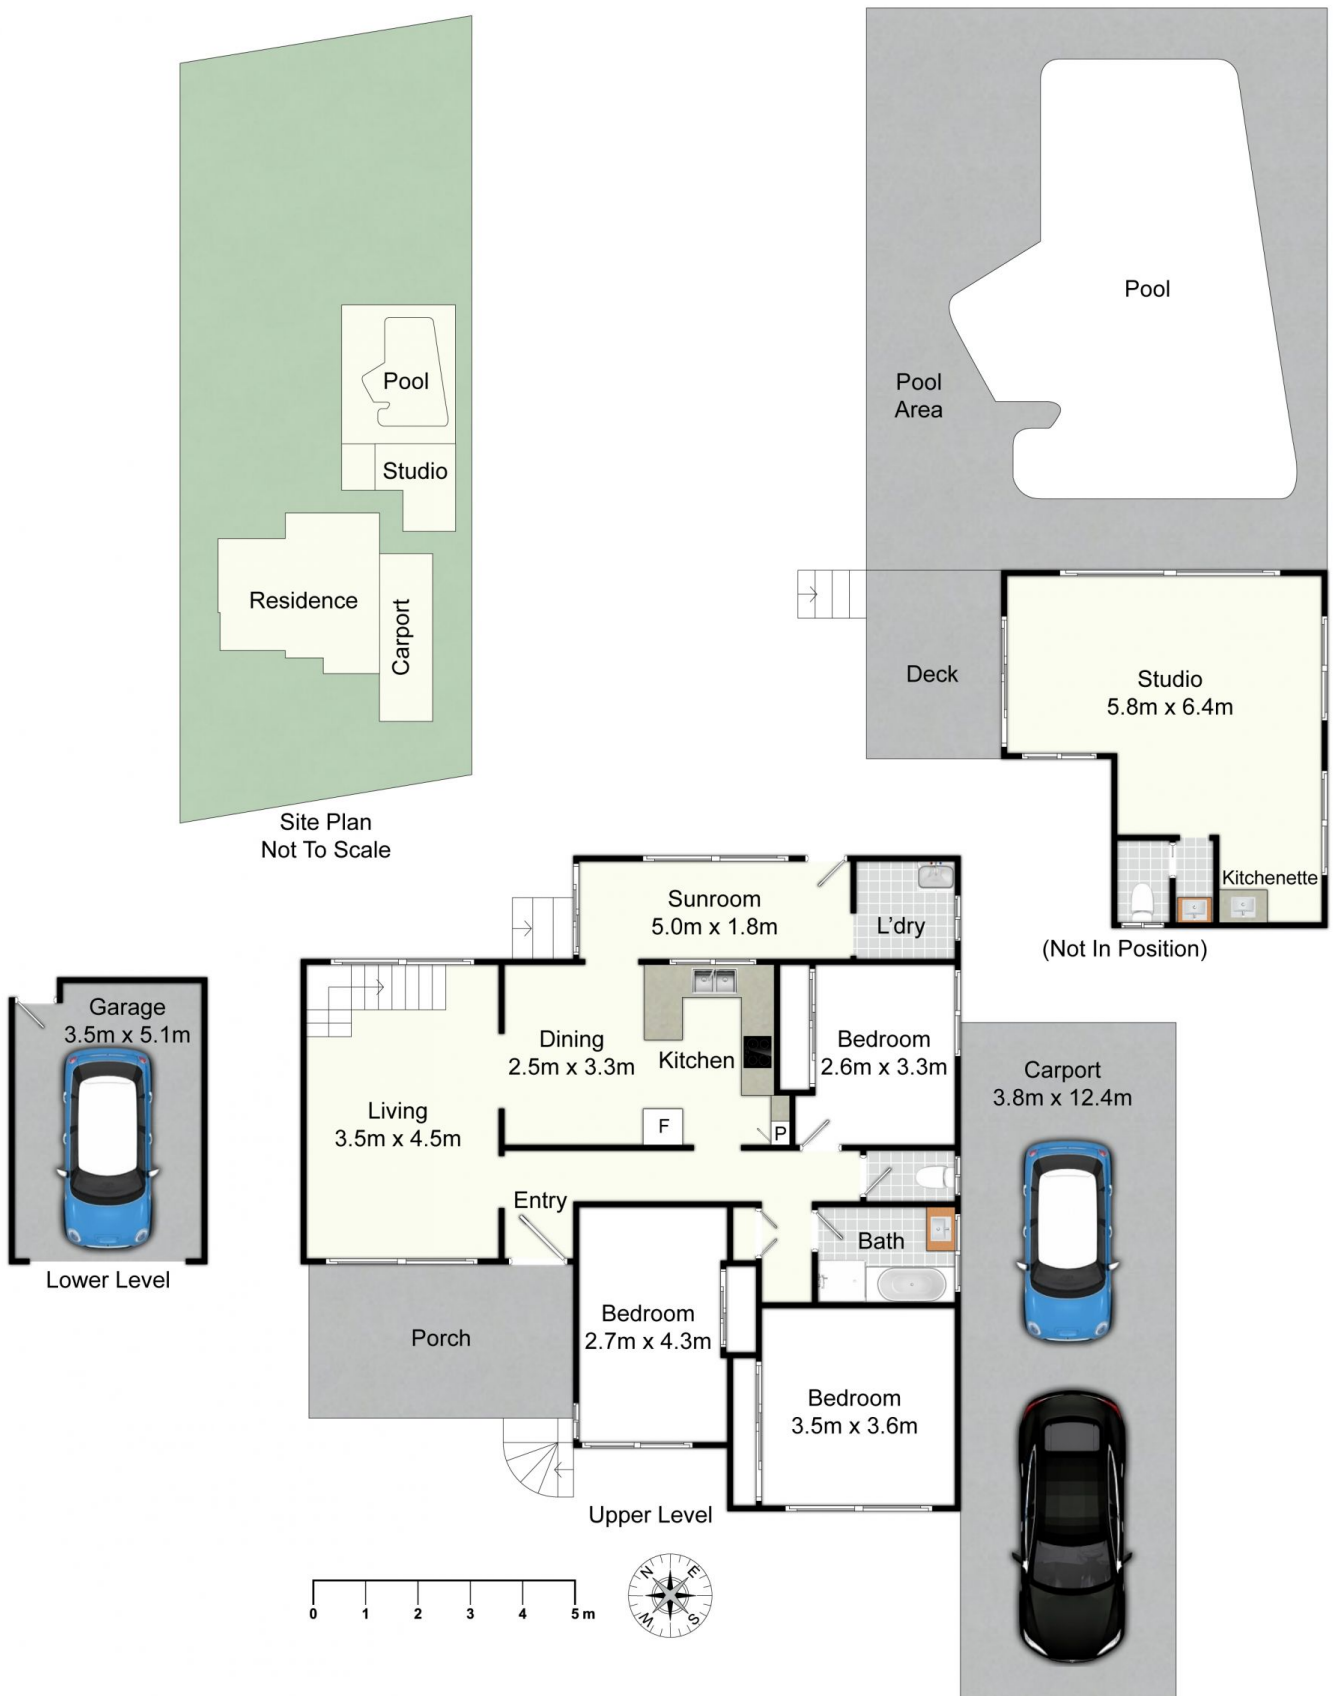 Pool
Pool
Area
Pool
Studio
Residence
Carport
Site Plan
Not To Scale
Deck
Studio
5.8m x 6.4m
Kitchenette
(Not In Position)
Sunroom
5.0m x 1.8m
L'dry
Garage
3.5m x 5.1m
Lower Level
Dining
2.5m x 3.3m
Kitchen
Bedroom
2.6m x 3.3m
Living
3.5m x 4.5m
F
P
Carport
3.8m x 12.4m
Entry
Bath
Porch
Bedroom
2.7m x 4.3m
Bedroom
3.5m x 3.6m
Upper Level
0 1 2 3 4 5 m
N E
W S